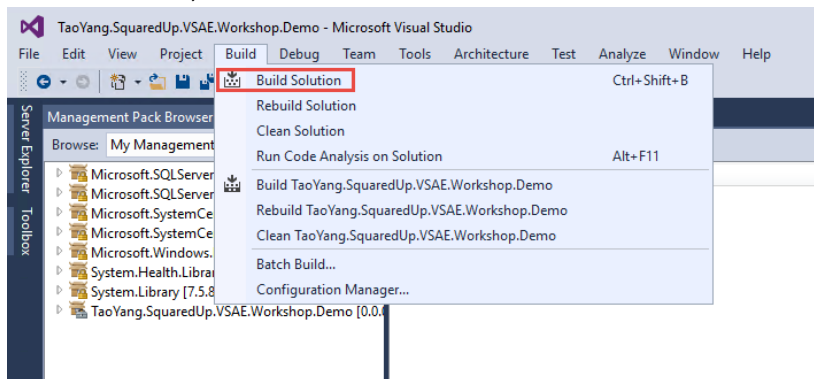 TaoYang.SquaredUp.VSAE.Workshop.Demo - Microsoft Visual Studio
File Edit View Project Build Debug Team Tools Architecture Test Analyze Window Help
Build Solution Ctrl+Shift+B
Rebuild Solution
Clean Solution
Run Code Analysis on Solution Alt+F11
Build TaoYang.SquaredUp.VSAE.Workshop.Demo
Rebuild TaoYang.SquaredUp.VSAE.Workshop.Demo
Clean TaoYang.SquaredUp.VSAE.Workshop.Demo
Batch Build...
Configuration Manager...
Server Explorer
Toolbox
Management Pack Browser
Browse: My Management
Microsoft.SQLServer
Microsoft.SQLServer
Microsoft.SystemCe
Microsoft.SystemCe
Microsoft.Windows.
System.Health.Librar
System.Library [7.5.8
TaoYang.SquaredUp.VSAE.Workshop.Demo [0.0.